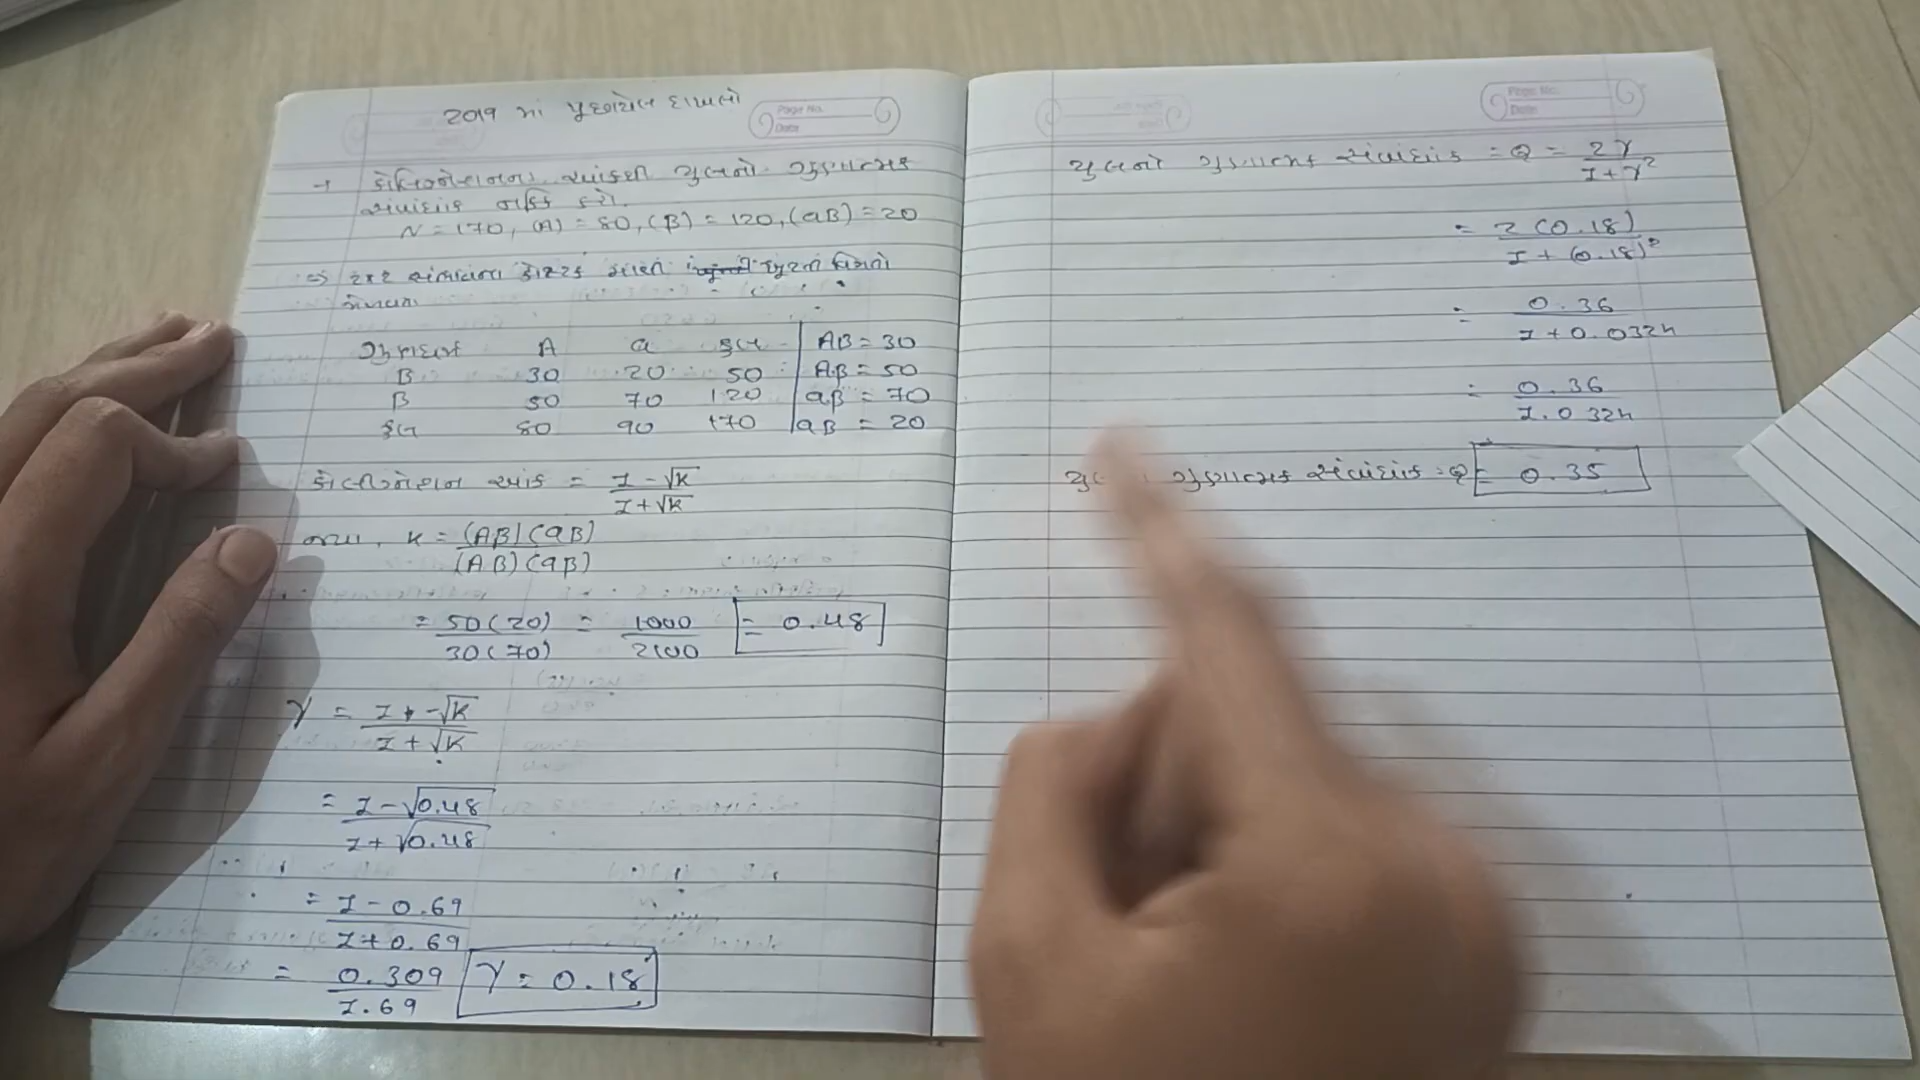 2019 માં પૂછાયેલ દાખલો
Page No.
Date
→ કોલિગ્નેશનના આંકથી યુલનો ગુણાત્મક
સંબંધાંક નક્કિ કરો.
N = 170, (A) = 80, (β) = 120, (aB) = 20
⇒ 2x2 કોષ્ટક
મેળવતા
ગુણધર્મ A a કુલ AB = 30
B 30 20 50 Aβ = 50
β 50 70 120 aβ = 70
કુલ 80 90 170 aB = 20
કોલીગ્નેશન આંક = 1 - √K / 1 + √K
જ્યા, K = (Aβ)(aB) / (AB)(aβ)
= 50(20) / 30(70) = 1000 / 2100 = 0.48
γ = 1 - √K / 1 + √K
= 1 - √0.48 / 1 + √0.48
= 1 - 0.69 / 1 + 0.69
= 0.309 / 1.69 γ = 0.18
Page No.
Date
યુલનો ગુણાત્મક સંબંધાંક = Q = 2γ / 1 + γ²
= 2(0.18) / 1 + (0.18)²
= 0.36 / 1 + 0.0324
= 0.36 / 1.0324
ગુણાત્મક સંબંધાંક = Q = 0.35